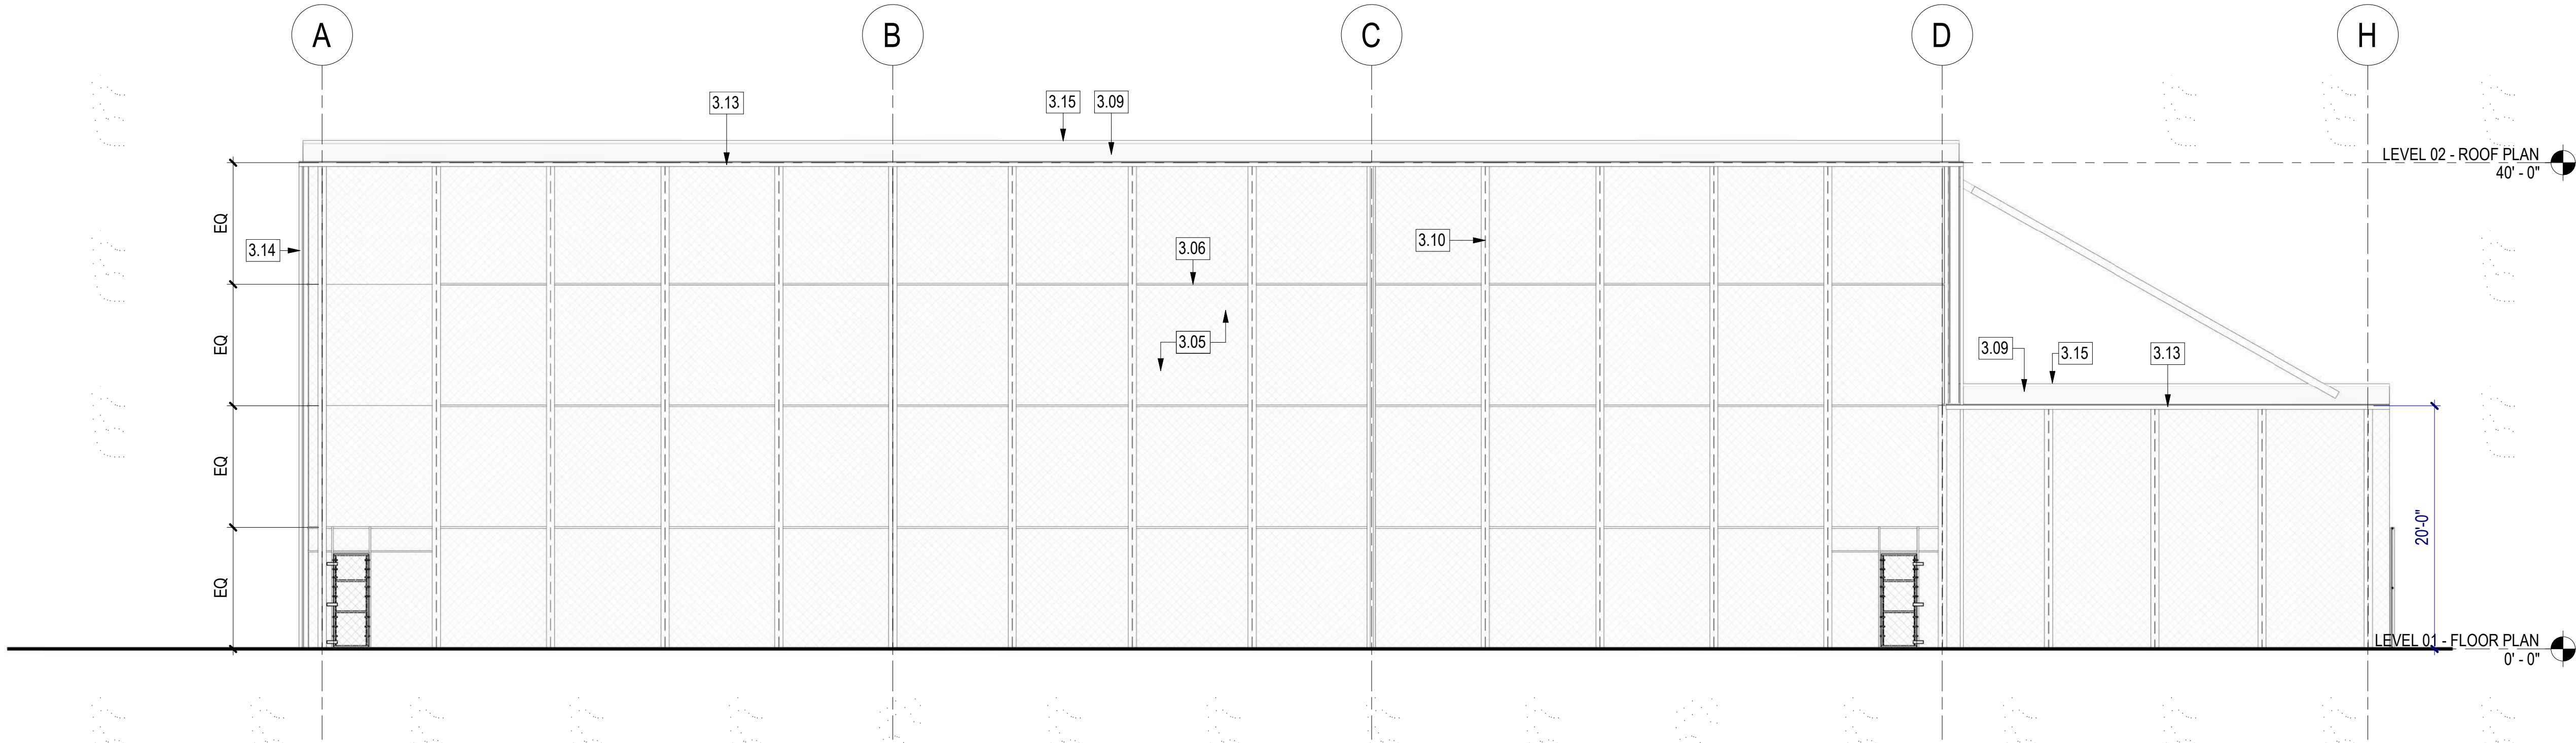 A
B
C
D
H
3.13
3.15
3.09
LEVEL 02 - ROOF PLAN
40' - 0"
EQ
3.14
3.06
3.10
EQ
3.05
3.09
3.15
3.13
EQ
20'-0"
EQ
LEVEL 01 - FLOOR PLAN
0' - 0"